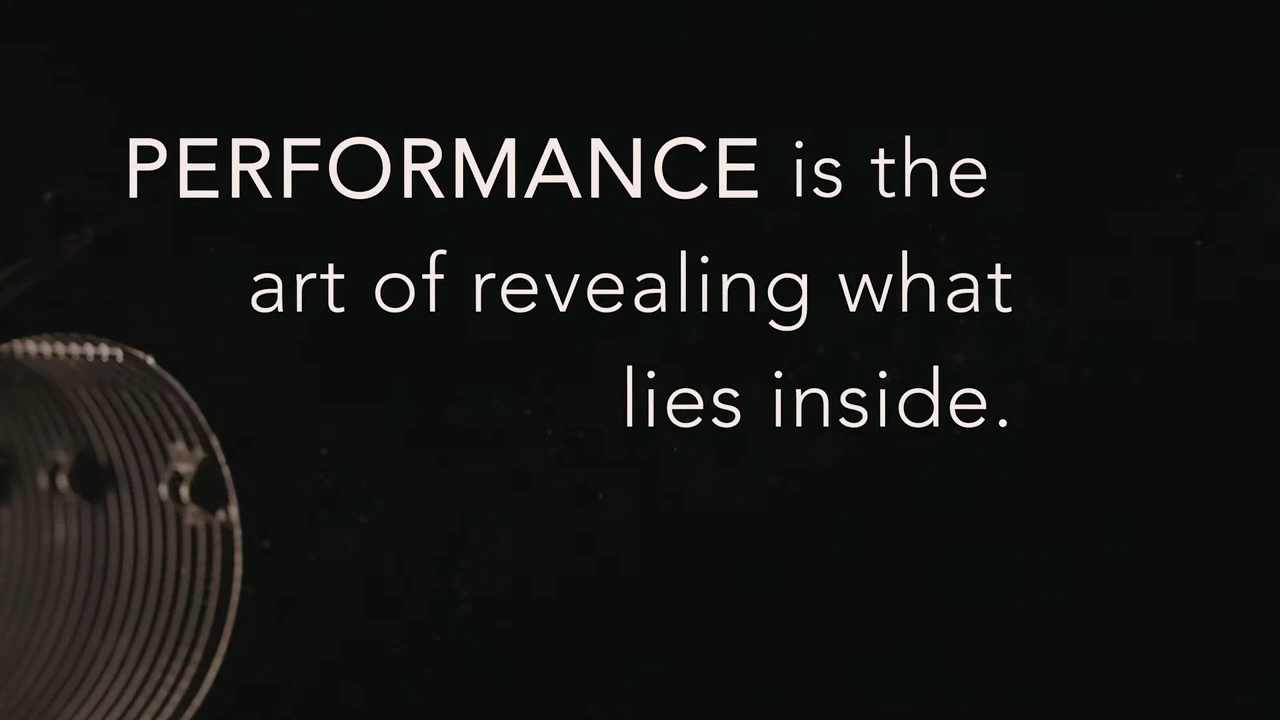 PERFORMANCE is the
art of revealing what
lies inside.